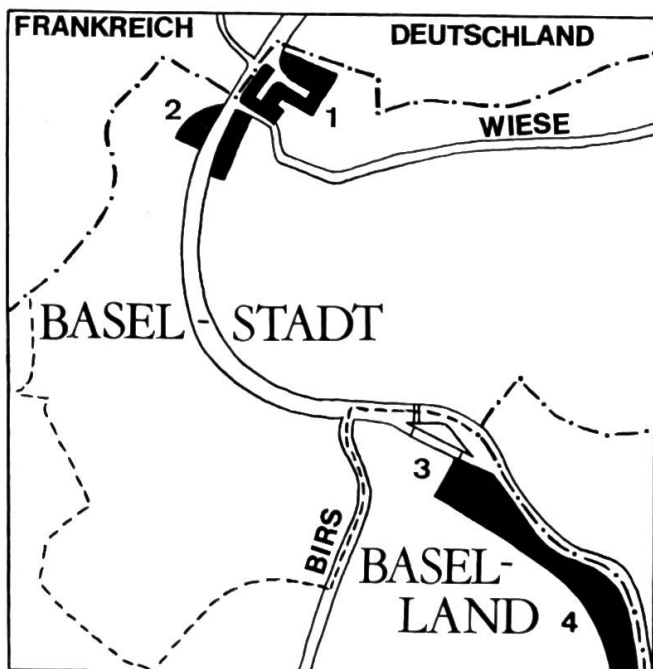 FRANKREICH
DEUTSCHLAND
2
1
WIESE
BASEL - STADT
3
BIRS
BASEL-
LAND
4